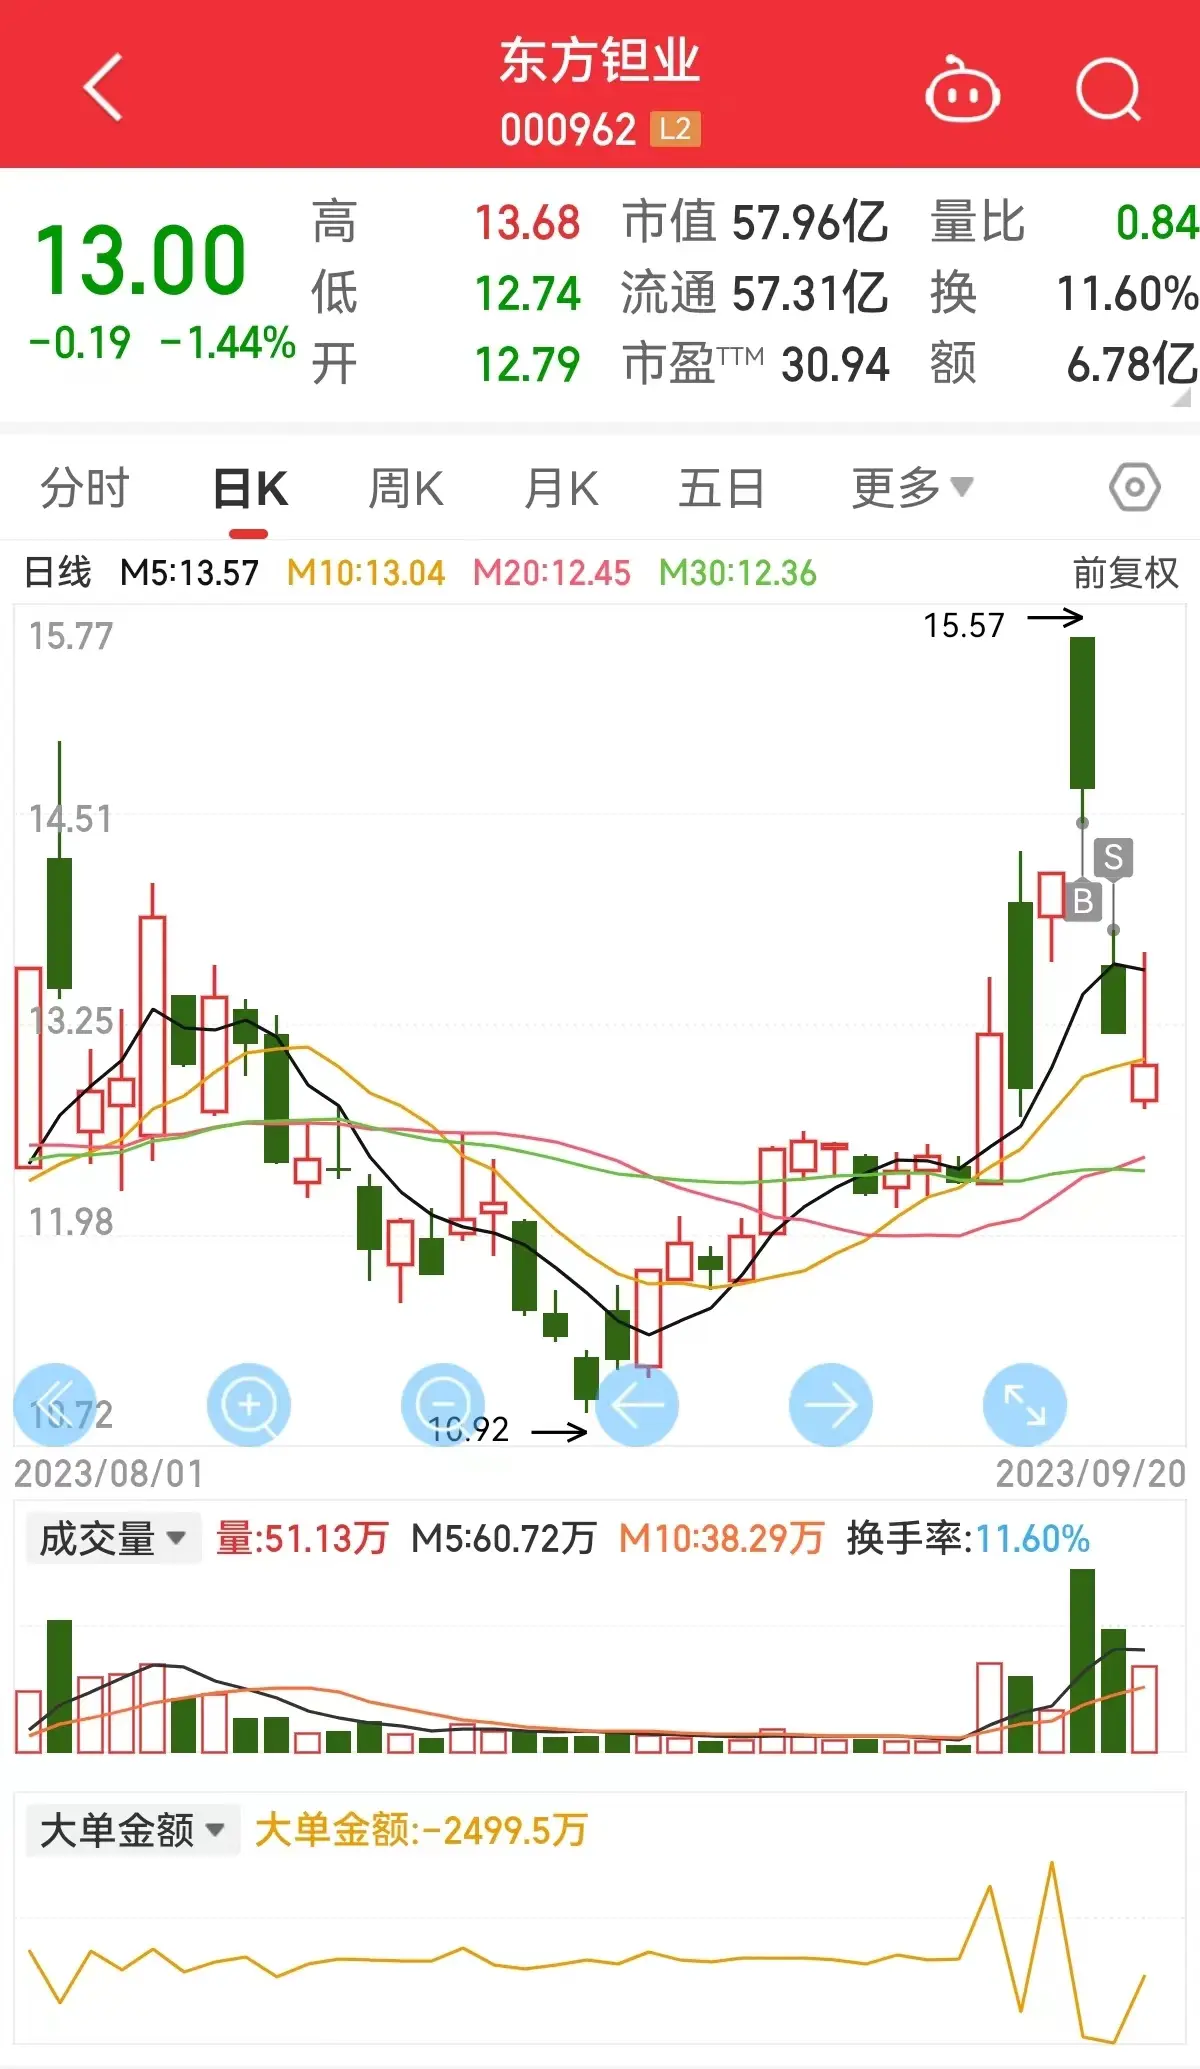 东方钽业
000962 L2
13.00
-0.19 -1.44%
高 13.68 市值 57.96亿 量比 0.84
低 12.74 流通 57.31亿 换 11.60%
开 12.79 市盈TTM 30.94 额 6.78亿
分时 日K 周K 月K 五日 更多
日线 M5:13.57 M10:13.04 M20:12.45 M30:12.36 前复权
15.57
15.77
14.51
S
B
13.25
11.98
10.72
10.92
2023/08/01 2023/09/20
成交量 量:51.13万 M5:60.72万 M10:38.29万 换手率:11.60%
大单金额 大单金额:-2499.5万